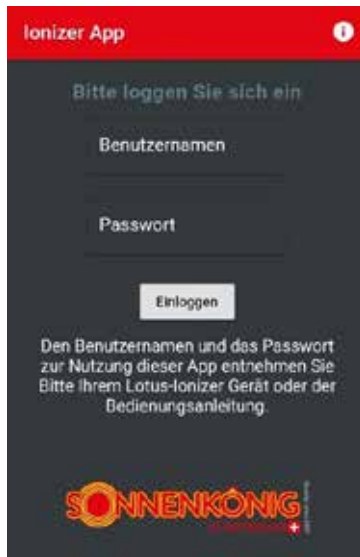 Ionizer App
Bitte loggen Sie sich ein
Benutzernamen
Passwort
Einloggen
Den Benutzernamen und das Passwort
zur Nutzung dieser App entnehmen Sie
Bitte Ihrem Lotus-Ionizer Gerät oder der
Bedienungsanleitung.
SONNENKÖNIG